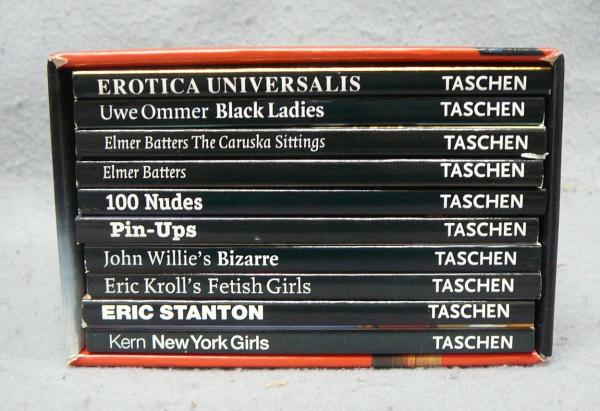 EROTICA UNIVERSALIS TASCHEN
Uwe Ommer Black Ladies TASCHEN
Elmer Batters The Caruska Sittings TASCHEN
Elmer Batters TASCHEN
100 Nudes TASCHEN
Pin-Ups TASCHEN
John Willie's Bizarre TASCHEN
Eric Kroll's Fetish Girls TASCHEN
ERIC STANTON TASCHEN
Kern New York Girls TASCHEN